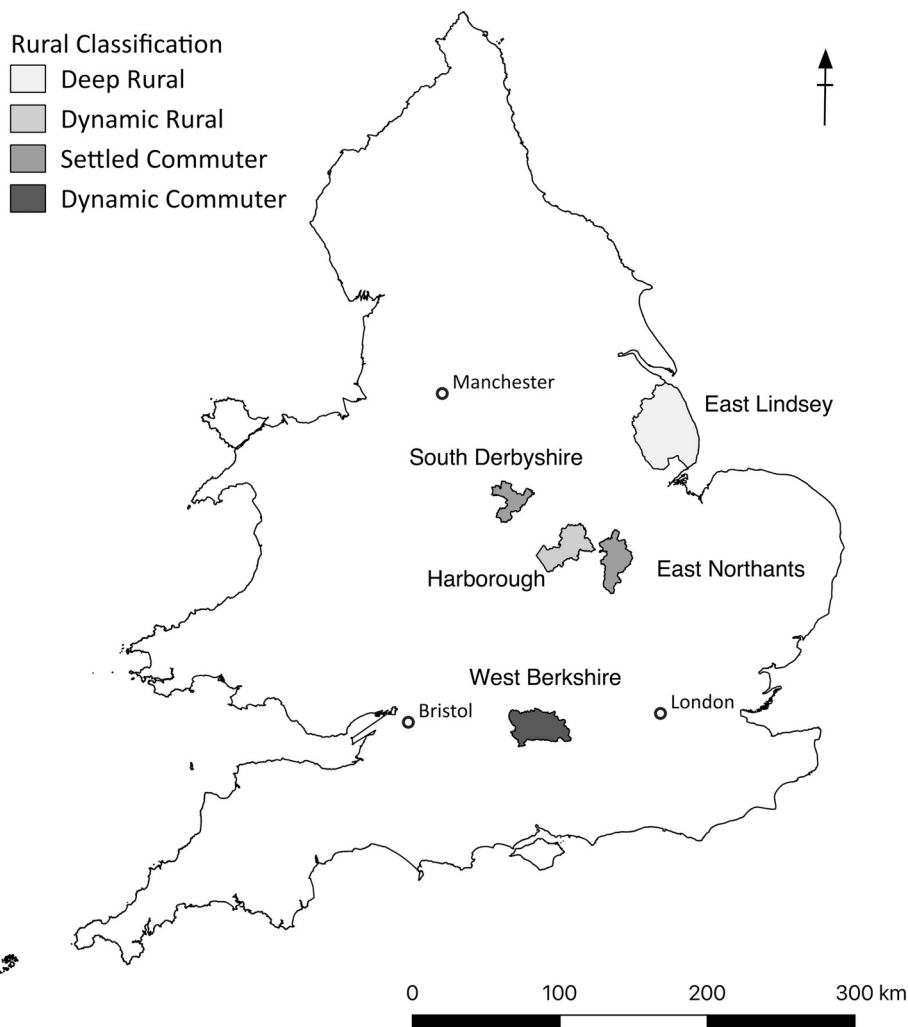 Rural Classification
Deep Rural
Dynamic Rural
Settled Commuter
Dynamic Commuter
Manchester
East Lindsey
South Derbyshire
Harborough
East Northants
West Berkshire
Bristol
London
0 100 200 300 km